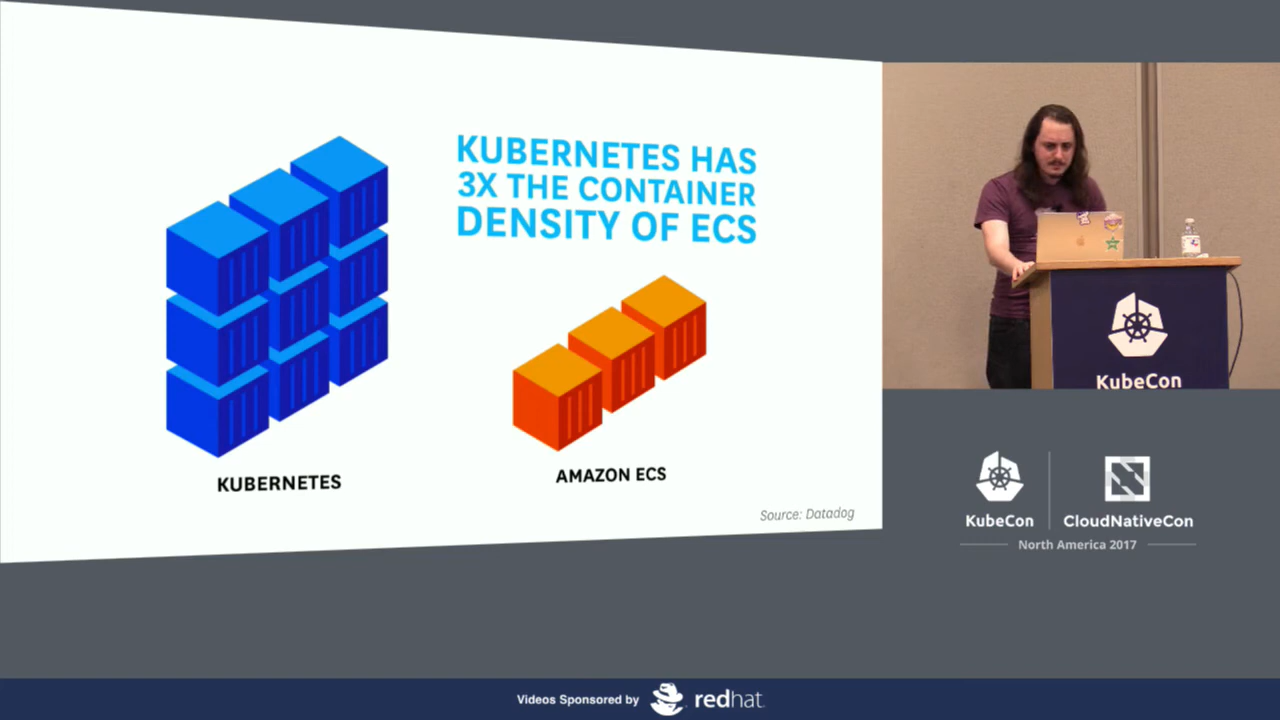 KUBERNETES HAS
3X THE CONTAINER
DENSITY OF ECS
KUBERNETES
AMAZON ECS
Source: Datadog
KubeCon
KubeCon
CloudNativeCon
North America 2017
Videos Sponsored by
redhat